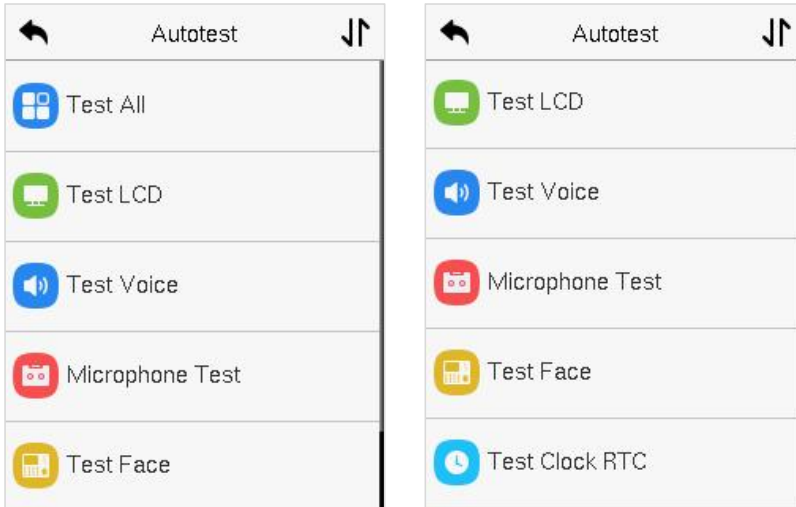 Autotest
Test All
Test LCD
Test Voice
Microphone Test
Test Face
Autotest
Test LCD
Test Voice
Microphone Test
Test Face
Test Clock RTC